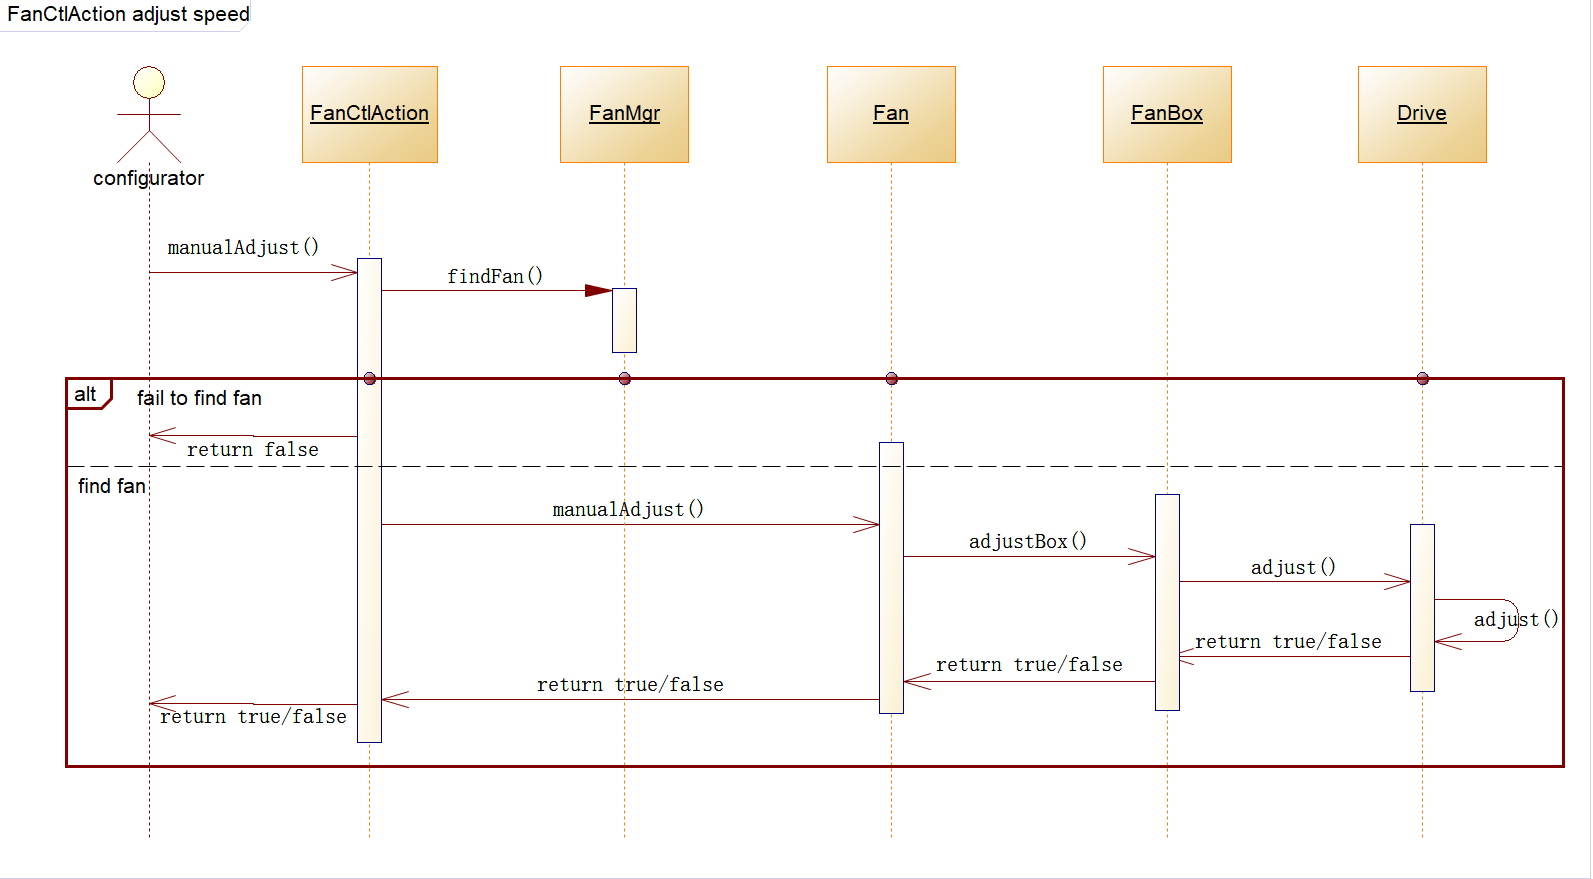 FanCtlAction adjust speed
configurator
FanCtlAction
FanMgr
Fan
FanBox
Drive
manualAdjust()
findFan()
alt
fail to find fan
return false
find fan
manualAdjust()
adjustBox()
adjust()
adjust()
return true/false
return true/false
return true/false
return true/false